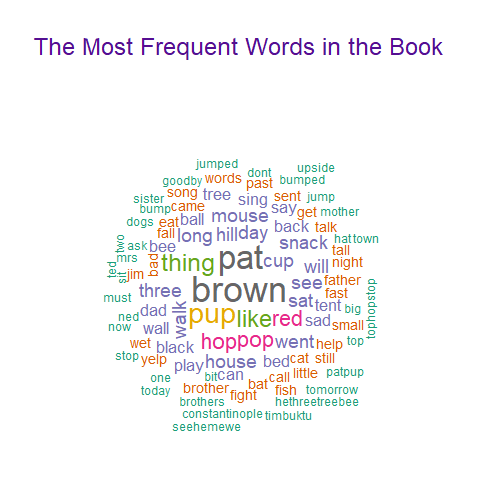 The Most Frequent Words in the Book
jumped
dont
upside
goodby words past bumped
sister song tree sing sent jump
bump came ball mouse say get mother
dogs eat back talk
two ask fall long hill day snack hattown
mrs bee tall
ted sit jim bad thing pat cup will night
must three brown see father
fast
ned dad walk pup like red sat tent big tophopstop
now wall sad small
wet black hop pop went help top
stop yelp play house bed cat still
one bit can call little patpup
today brother bat fish tomorrow
brothers fight hethreetreebee
constantinople timbuktu
seehemewe